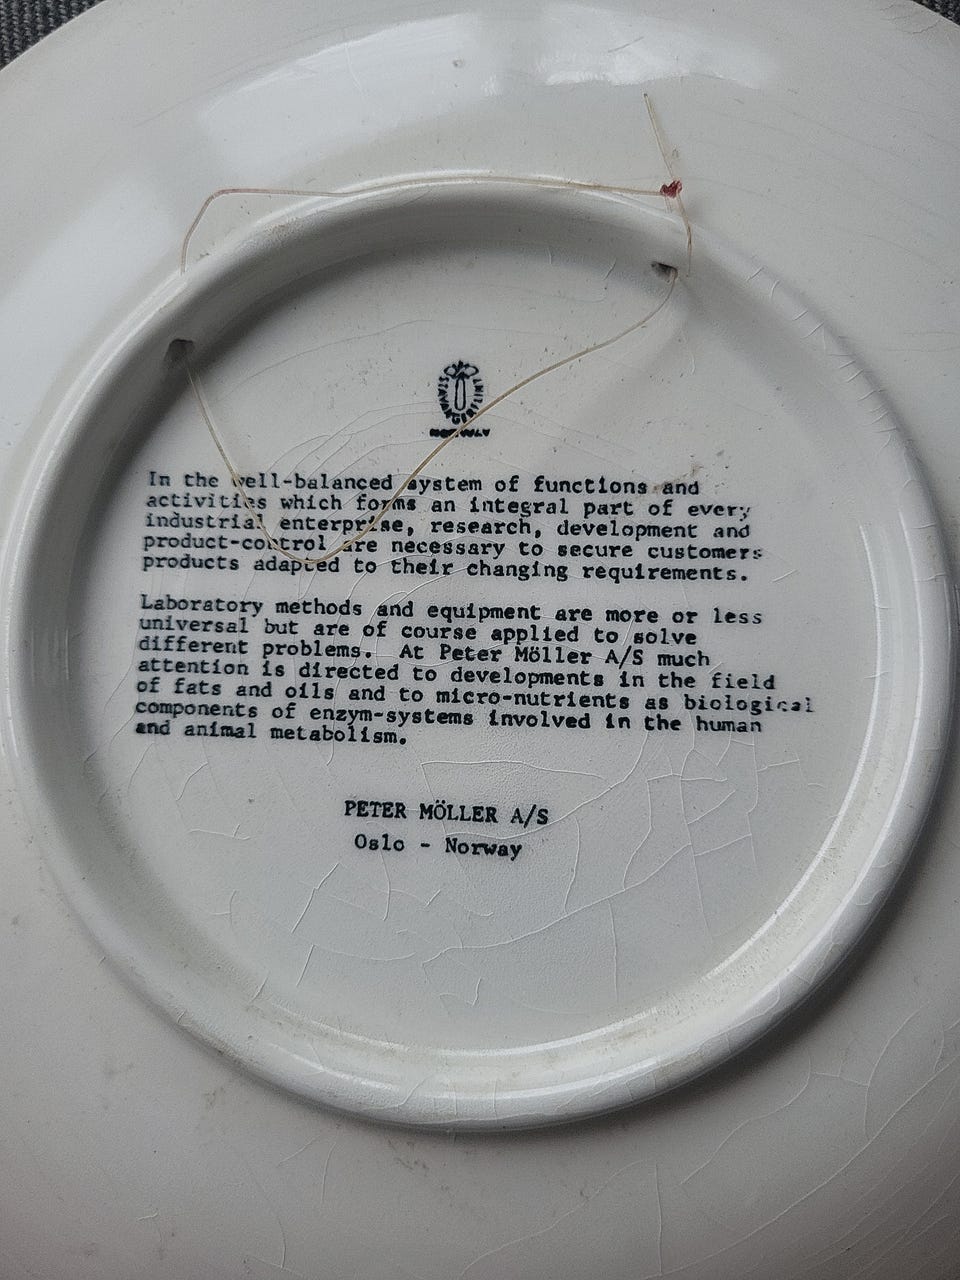 STAVANGERFLINT
NORWAY
In the well-balanced system of functions and
activities which forms an integral part of every
industrial enterprise, research, development and
product-control are necessary to secure customers
products adapted to their changing requirements.
Laboratory methods and equipment are more or less
universal but are of course applied to solve
different problems. At Peter Möller A/S much
attention is directed to developments in the field
of fats and oils and to micro-nutrients as biological
components of enzym-systems involved in the human
and animal metabolism.
PETER MÖLLER A/S
Oslo - Norway